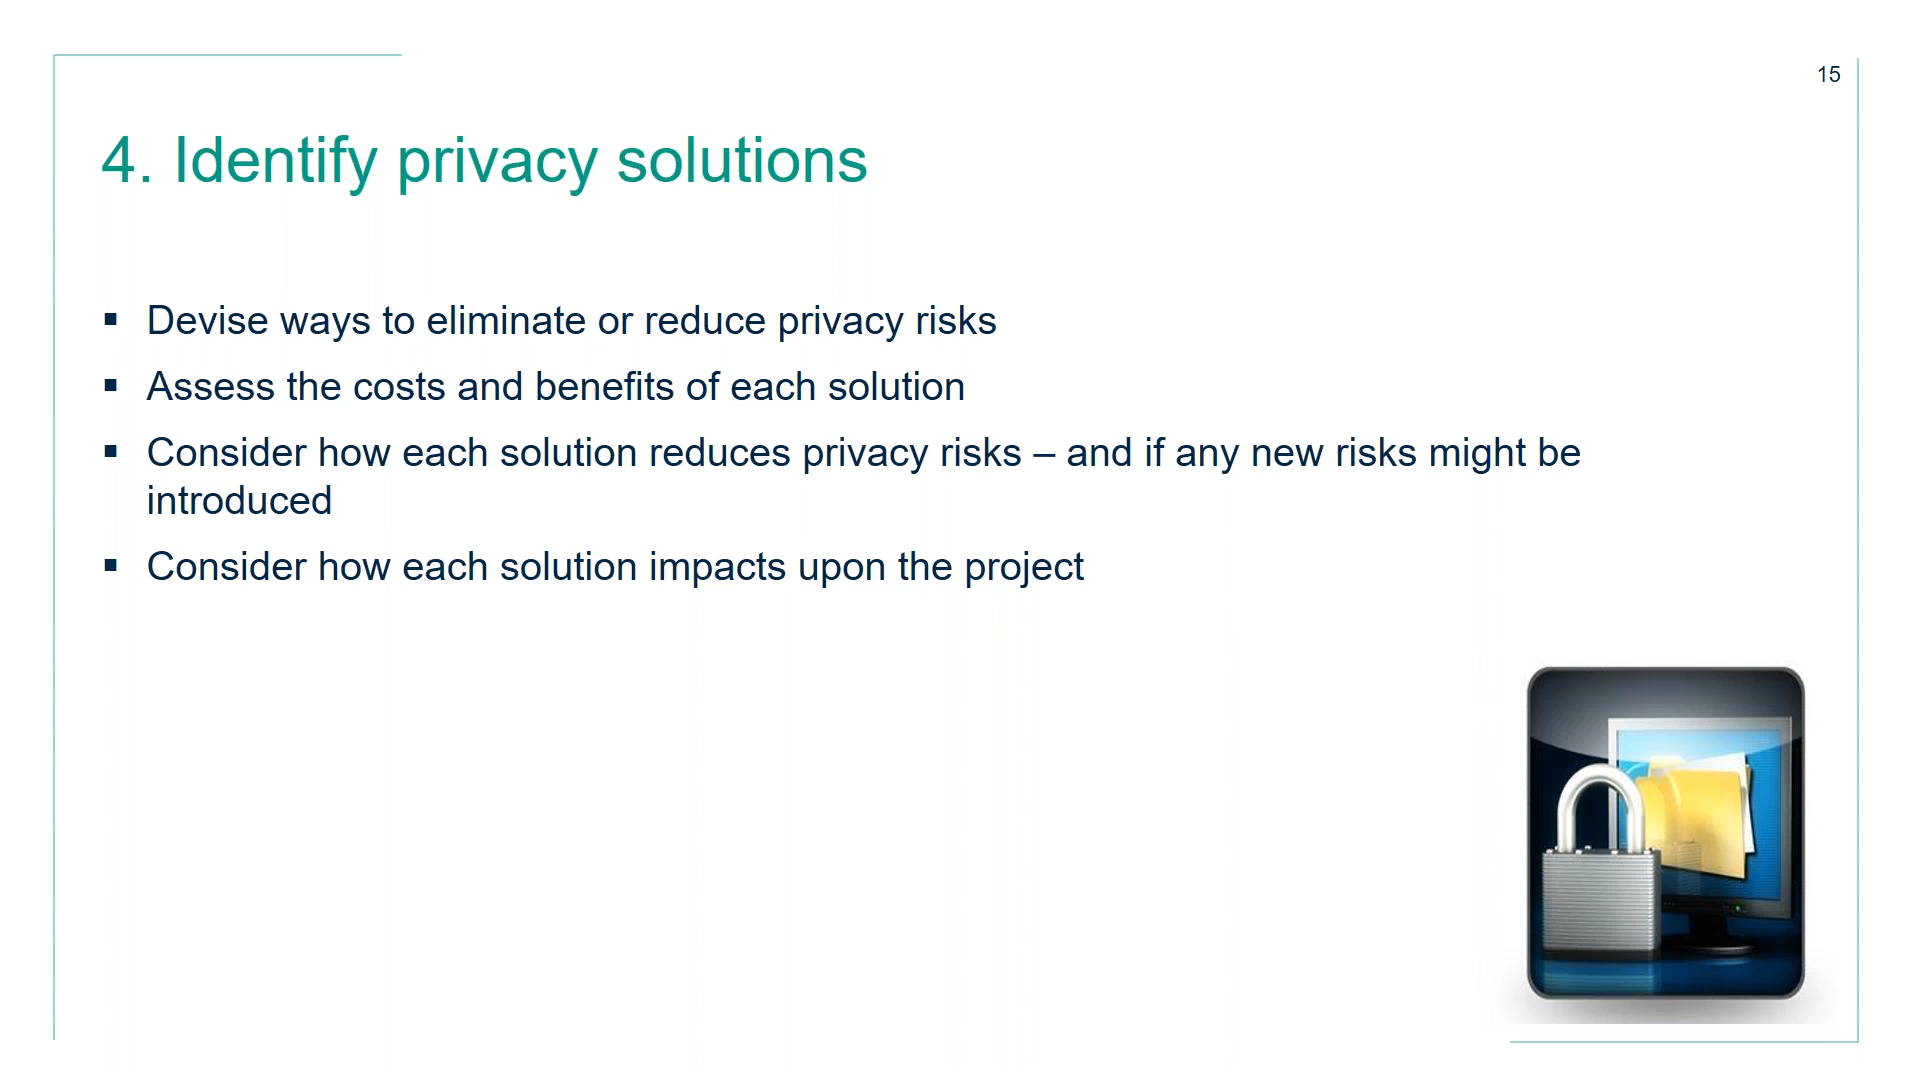 15
4. Identify privacy solutions
▪ Devise ways to eliminate or reduce privacy risks
▪ Assess the costs and benefits of each solution
▪ Consider how each solution reduces privacy risks – and if any new risks might be
introduced
▪ Consider how each solution impacts upon the project